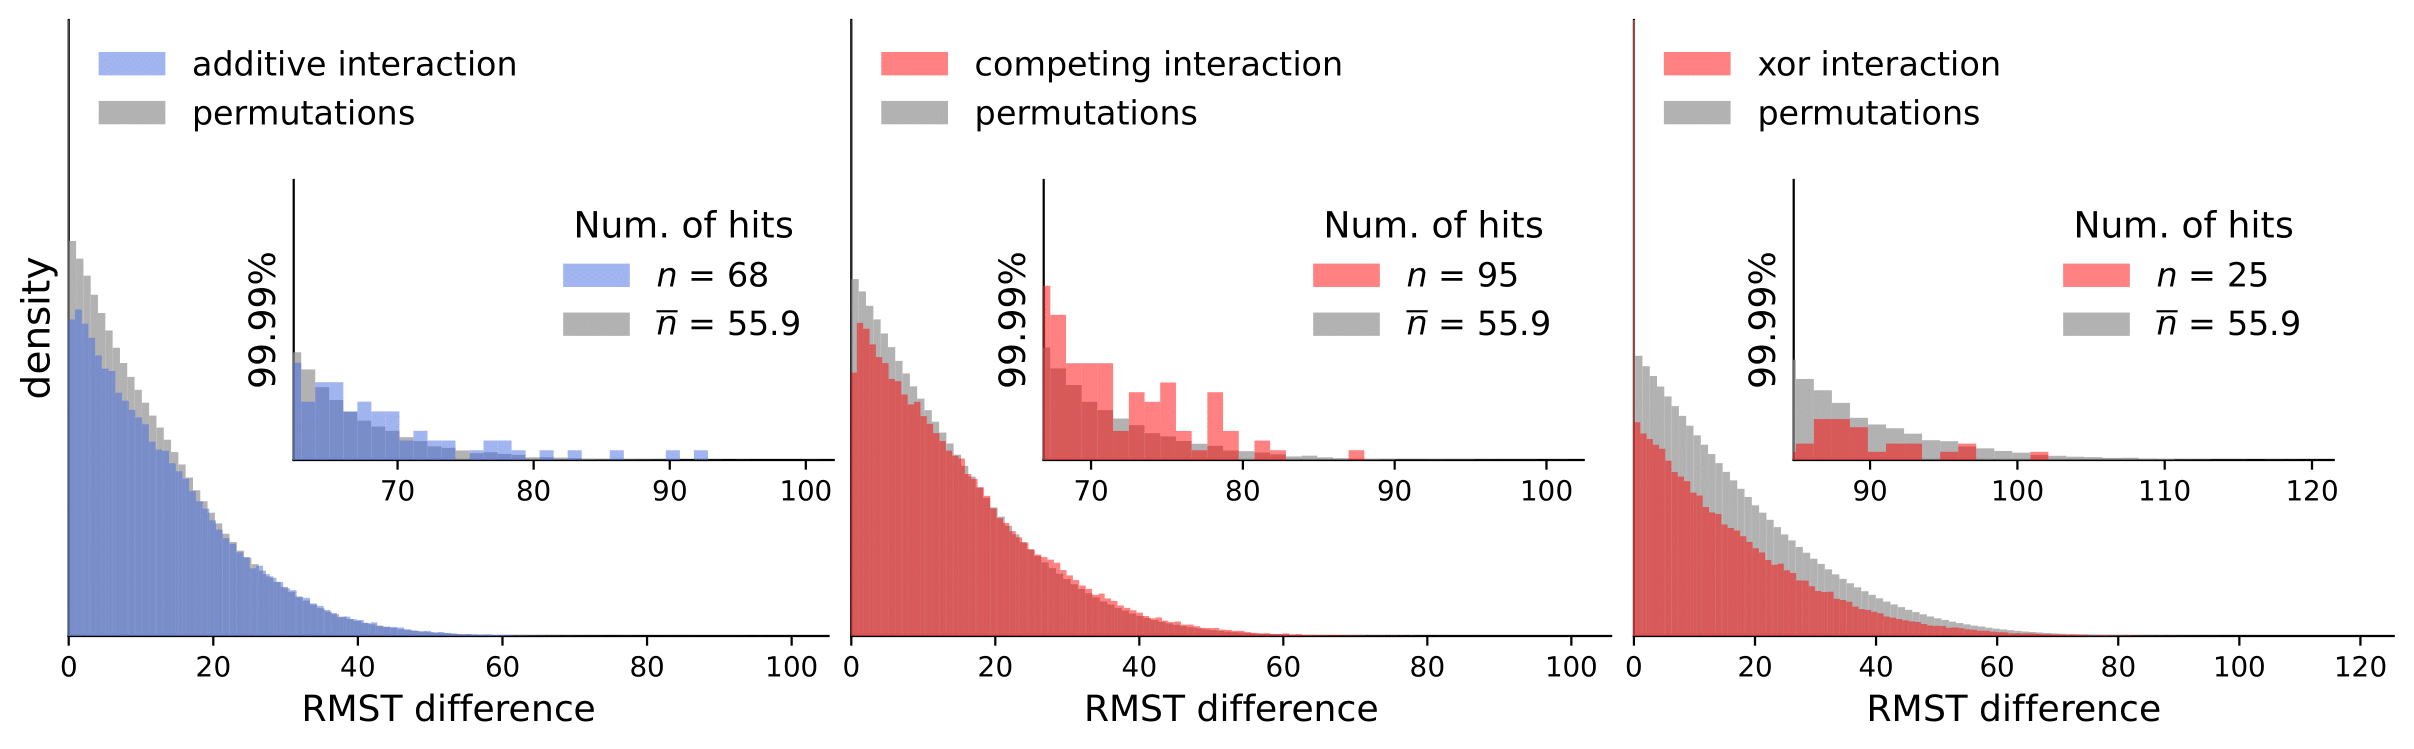 density
additive interaction
permutations
99.99%
Num. of hits
n = 68
n̅ = 55.9
70 80 90 100
0 20 40 60 80 100
RMST difference
competing interaction
permutations
99.99%
Num. of hits
n = 95
n̅ = 55.9
70 80 90 100
0 20 40 60 80 100
RMST difference
xor interaction
permutations
99.99%
Num. of hits
n = 25
n̅ = 55.9
90 100 110 120
0 20 40 60 80 100 120
RMST difference